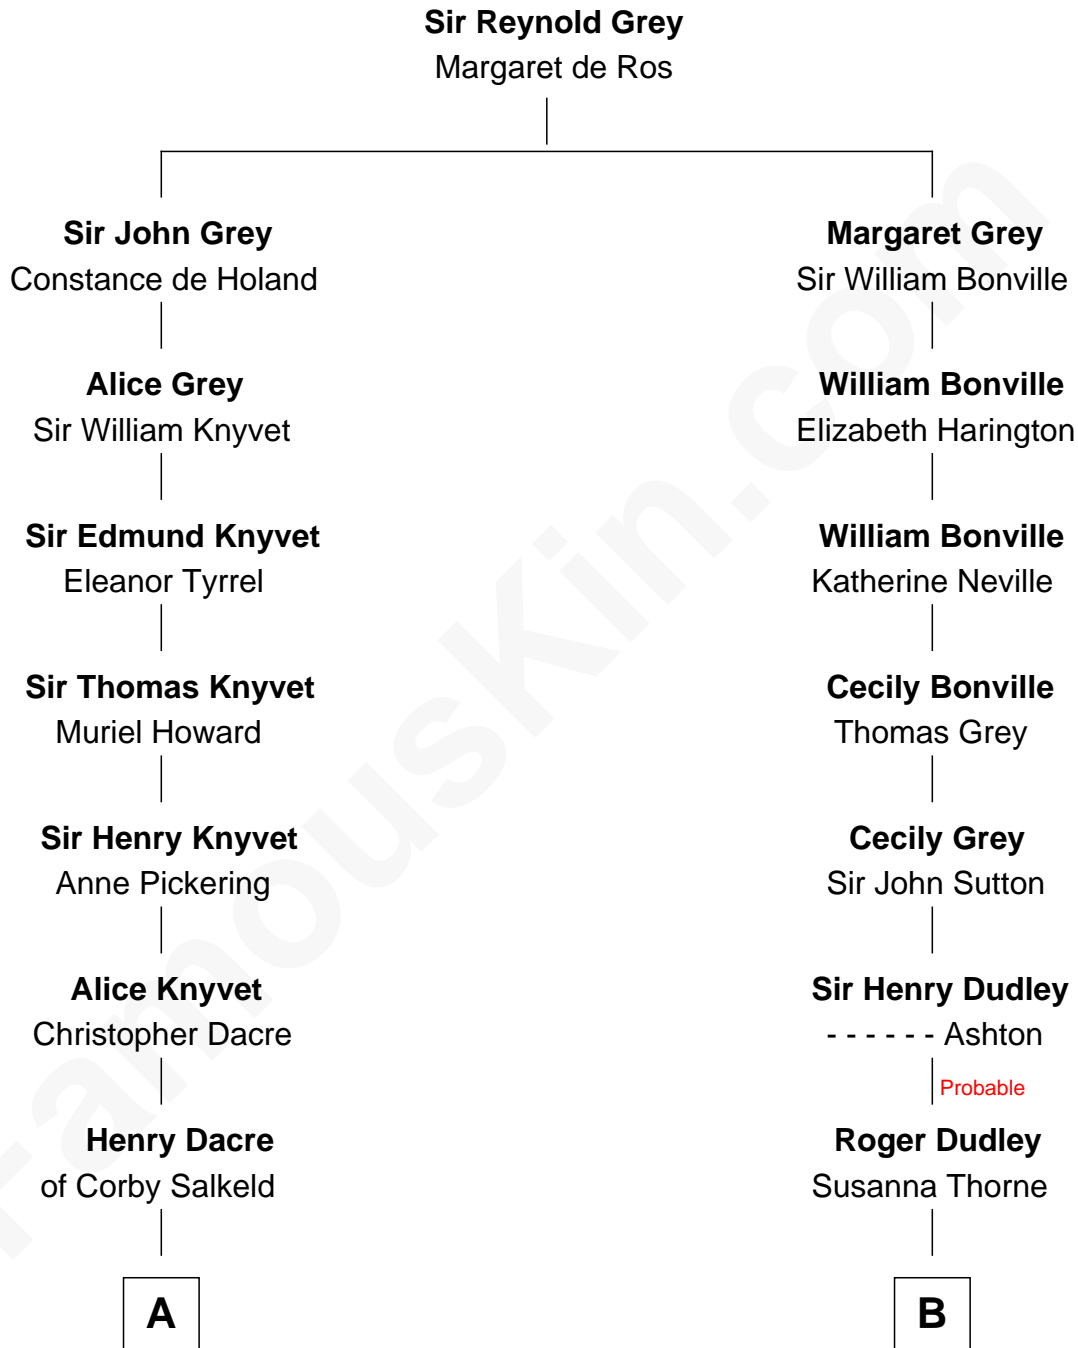 Sir Reynold Grey
Margaret de Ros
Sir John Grey
Constance de Holand
Margaret Grey
Sir William Bonville
Alice Grey
Sir William Knyvet
William Bonville
Elizabeth Harington
Sir Edmund Knyvet
Eleanor Tyrrel
William Bonville
Katherine Neville
Sir Thomas Knyvet
Muriel Howard
Cecily Bonville
Thomas Grey
Sir Henry Knyvet
Anne Pickering
Cecily Grey
Sir John Sutton
Alice Knyvet
Christopher Dacre
Sir Henry Dudley
- - - - - - Ashton
Probable
Henry Dacre
of Corby Salkeld
Roger Dudley
Susanna Thorne
A
B
FamousKin.com